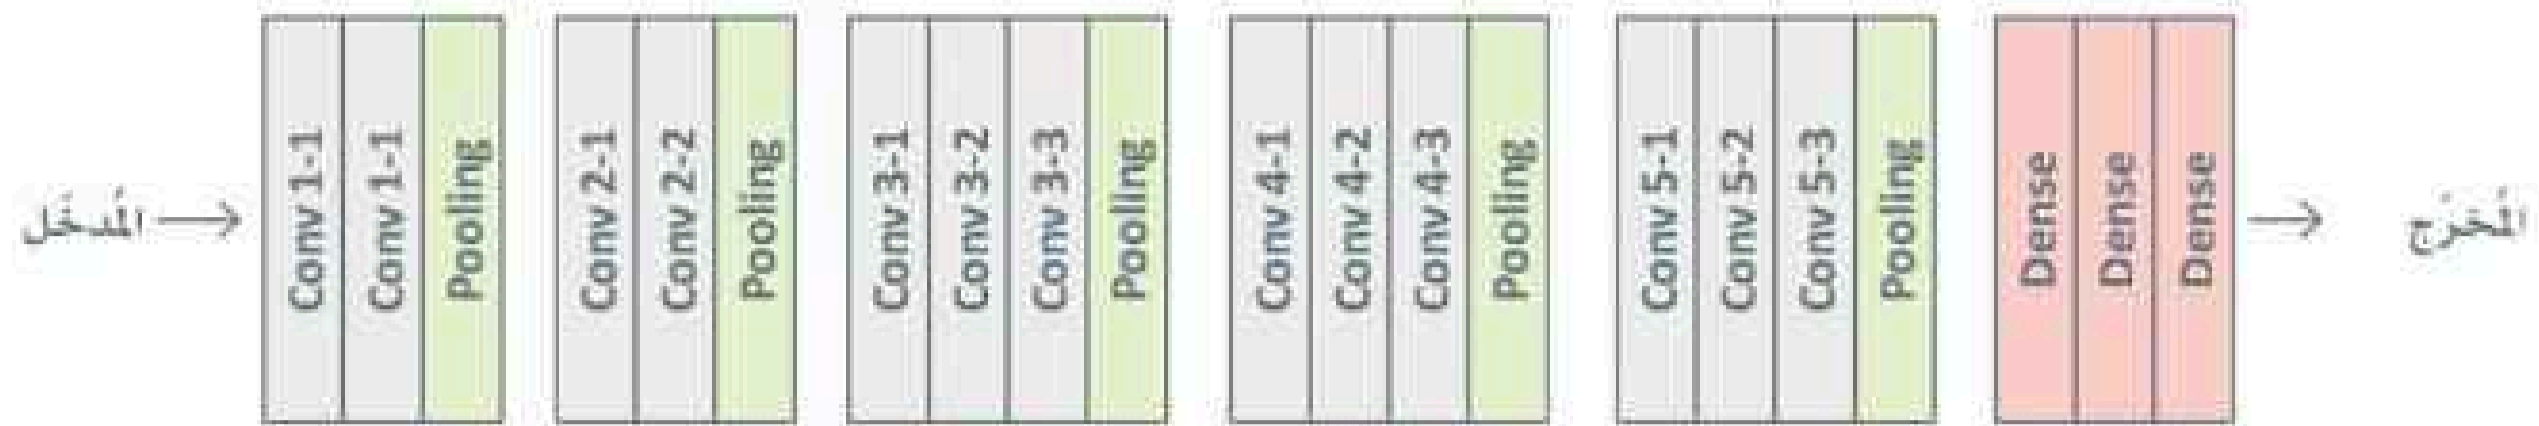 المُدخَل
Conv 1-1
Conv 1-1
Pooling
Conv 2-1
Conv 2-2
Pooling
Conv 3-1
Conv 3-2
Conv 3-3
Pooling
Conv 4-1
Conv 4-2
Conv 4-3
Pooling
Conv 5-1
Conv 5-2
Conv 5-3
Pooling
Dense
Dense
Dense
المُخرَج